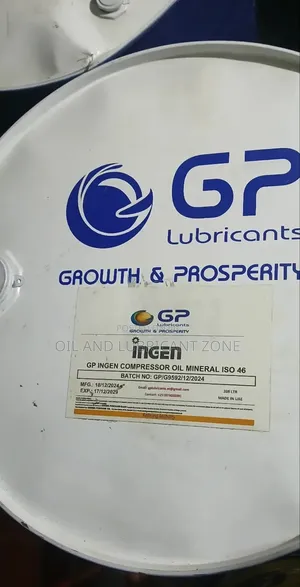 GP
Lubricants
GROWTH & PROSPERITY
GP
Lubricants
GROWTH & PROSPERITY
OIL AND LUBRICANT ZONE
INGEN
GP INGEN COMPRESSOR OIL MINERAL ISO 46
BATCH NO: GP/G9592/12/2024
MFG.: 18/12/2024
EXP.: 17/12/2029
208 LTR
MADE IN UAE